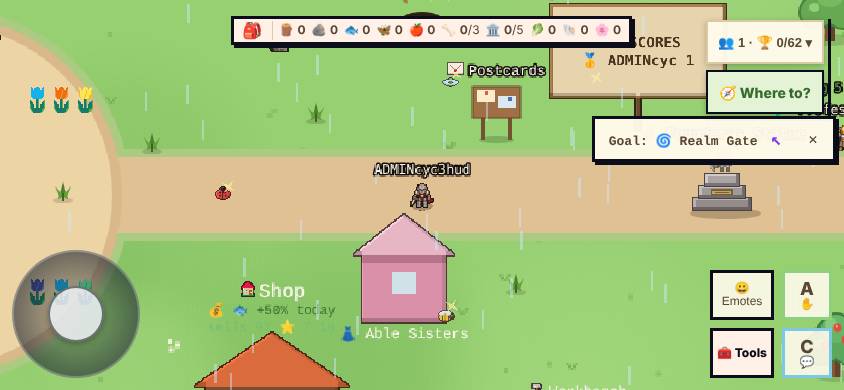 0 0 0 0 0 0/3 0/5 0 0 0
SCORES
ADMINcyc 1
1 · 0/62 ▾
Where to?
Postcards
Goal: Realm Gate ×
ADMINcyc3hud
Shop
+50% today
Able Sisters
Emotes
A
Tools
C